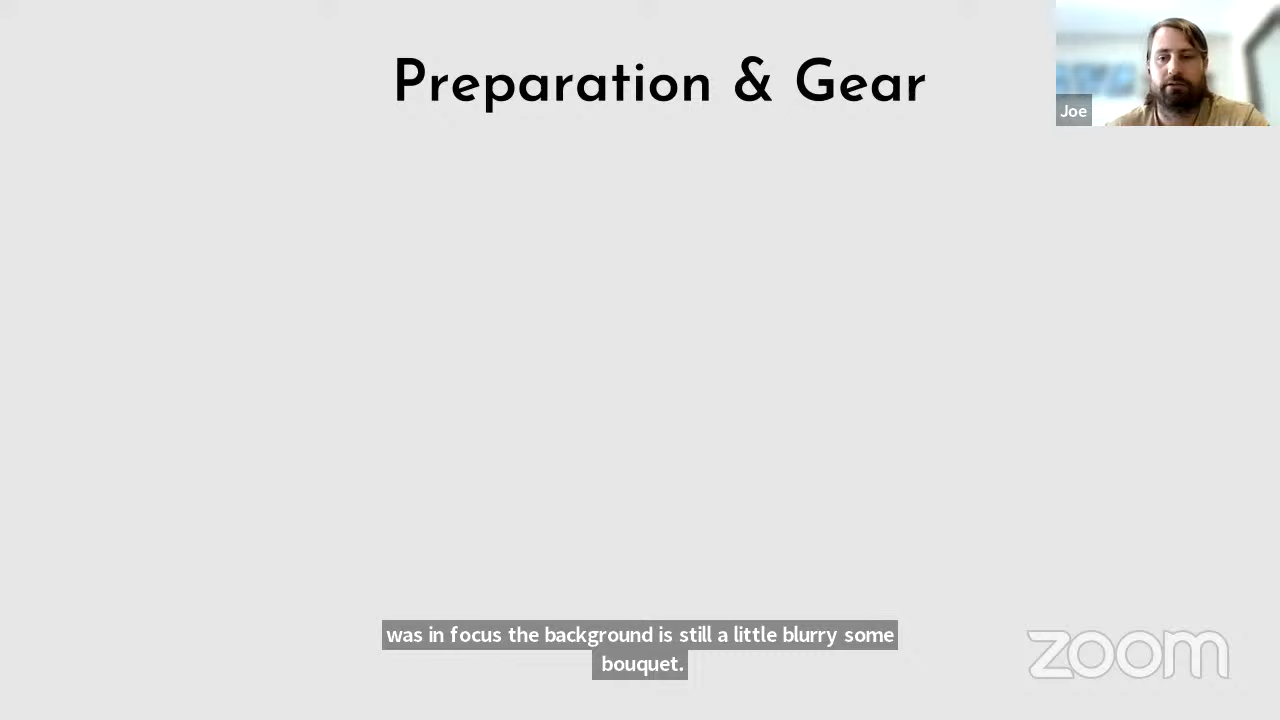 Preparation & Gear
Joe
was in focus the background is still a little blurry some
bouquet.
zoom